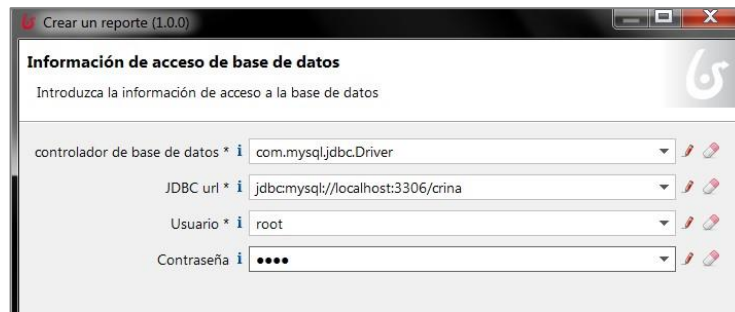 Crear un reporte (1.0.0)
Información de acceso de base de datos
Introduzca la información de acceso a la base de datos
controlador de base de datos * i com.mysql.jdbc.Driver
JDBC url * i jdbc:mysql://localhost:3306/crina
Usuario * i root
Contraseña i ●●●●